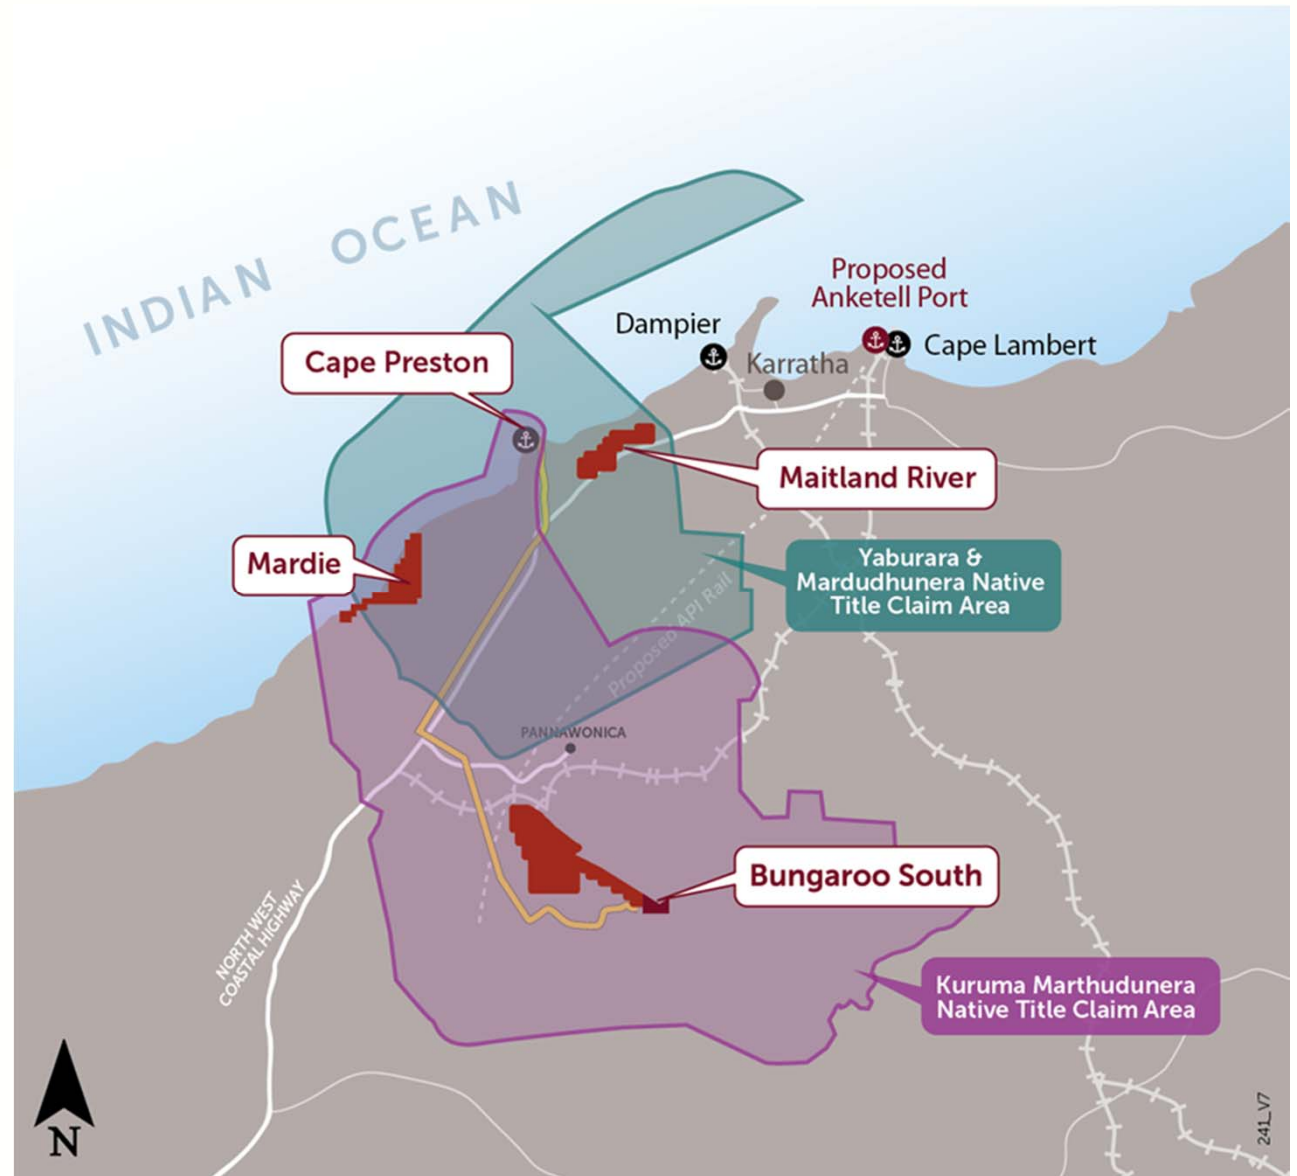 INDIAN OCEAN
Proposed
Anketell Port
Dampier
Cape Lambert
Karratha
Cape Preston
Maitland River
Mardie
Yaburara &
Mardudhunera Native
Title Claim Area
Proposed API Rail
PANNAWONICA
Bungaroo South
NORTH WEST
COASTAL HIGHWAY
Kuruma Marthudunera
Native Title Claim Area
N
241_V7